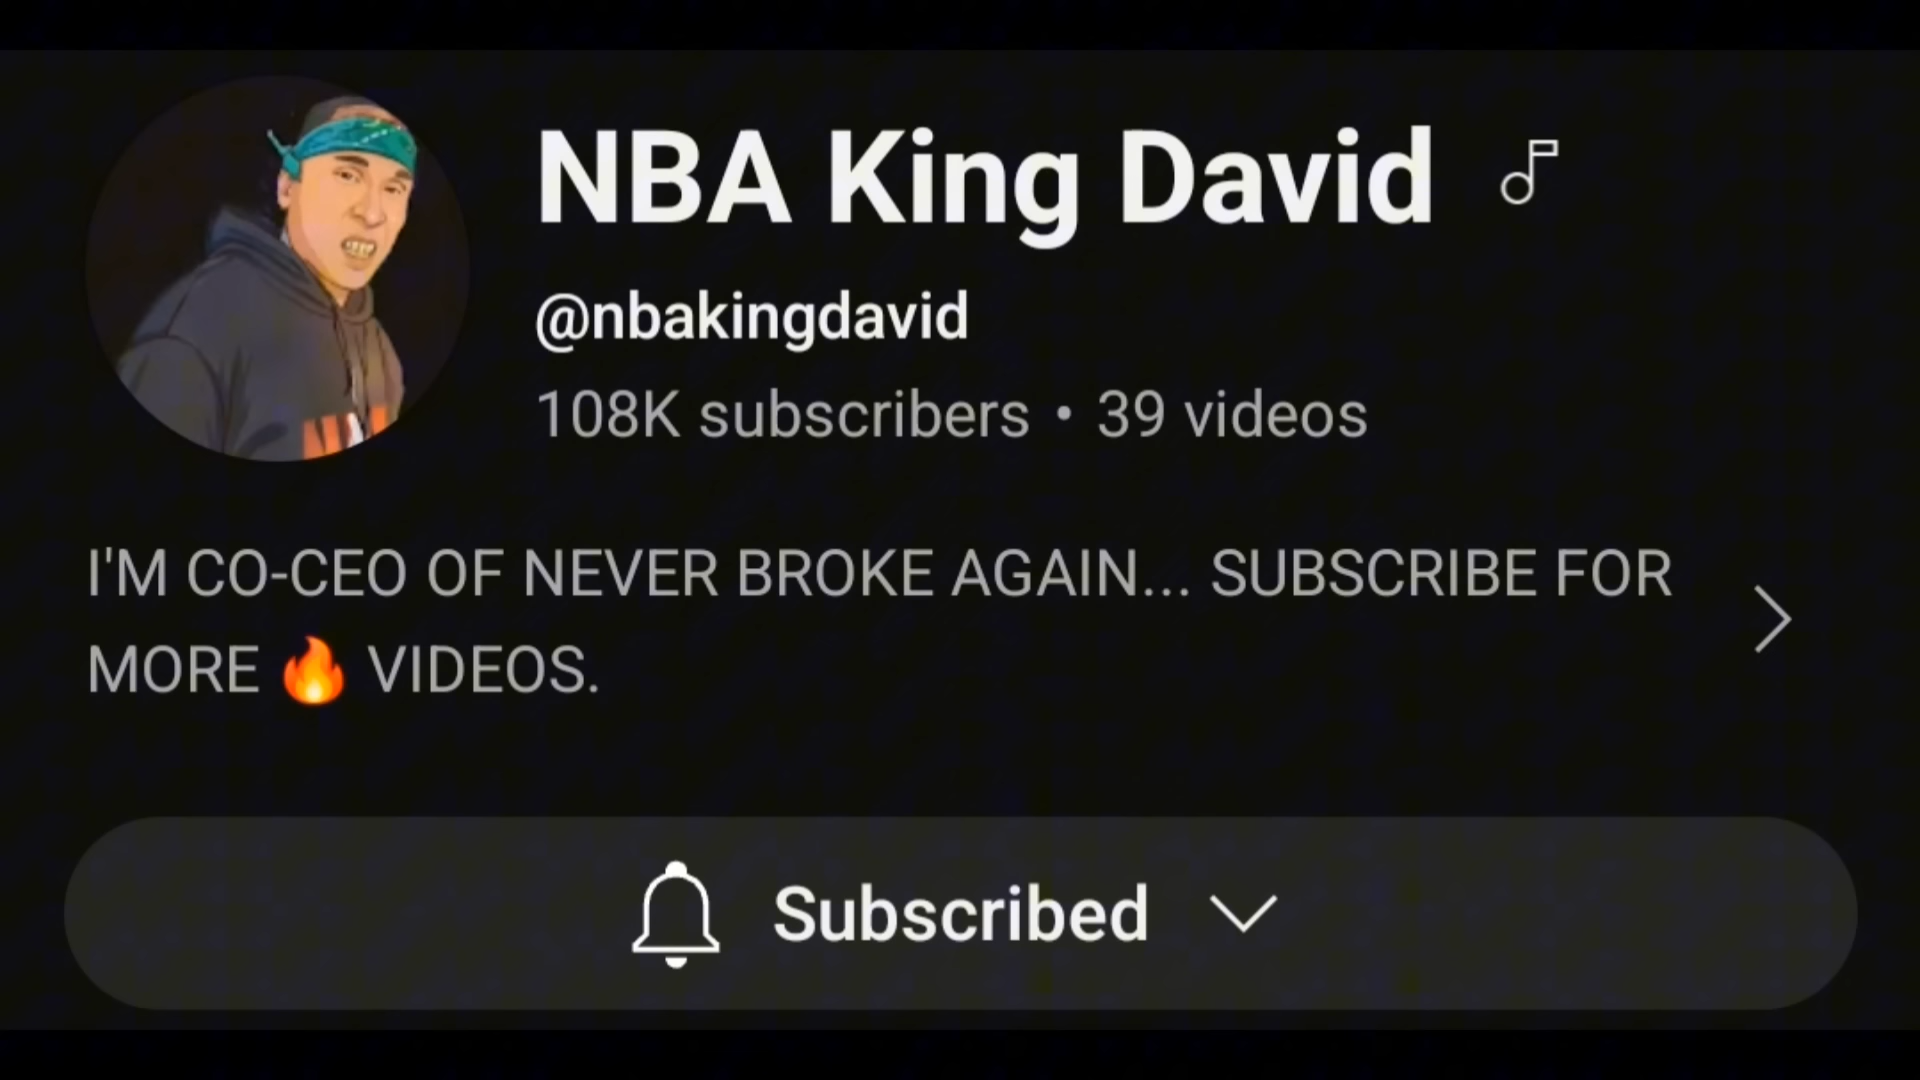 NBA King David
@nbakingdavid
108K subscribers • 39 videos
I'M CO-CEO OF NEVER BROKE AGAIN... SUBSCRIBE FOR
MORE 🔥 VIDEOS.
Subscribed